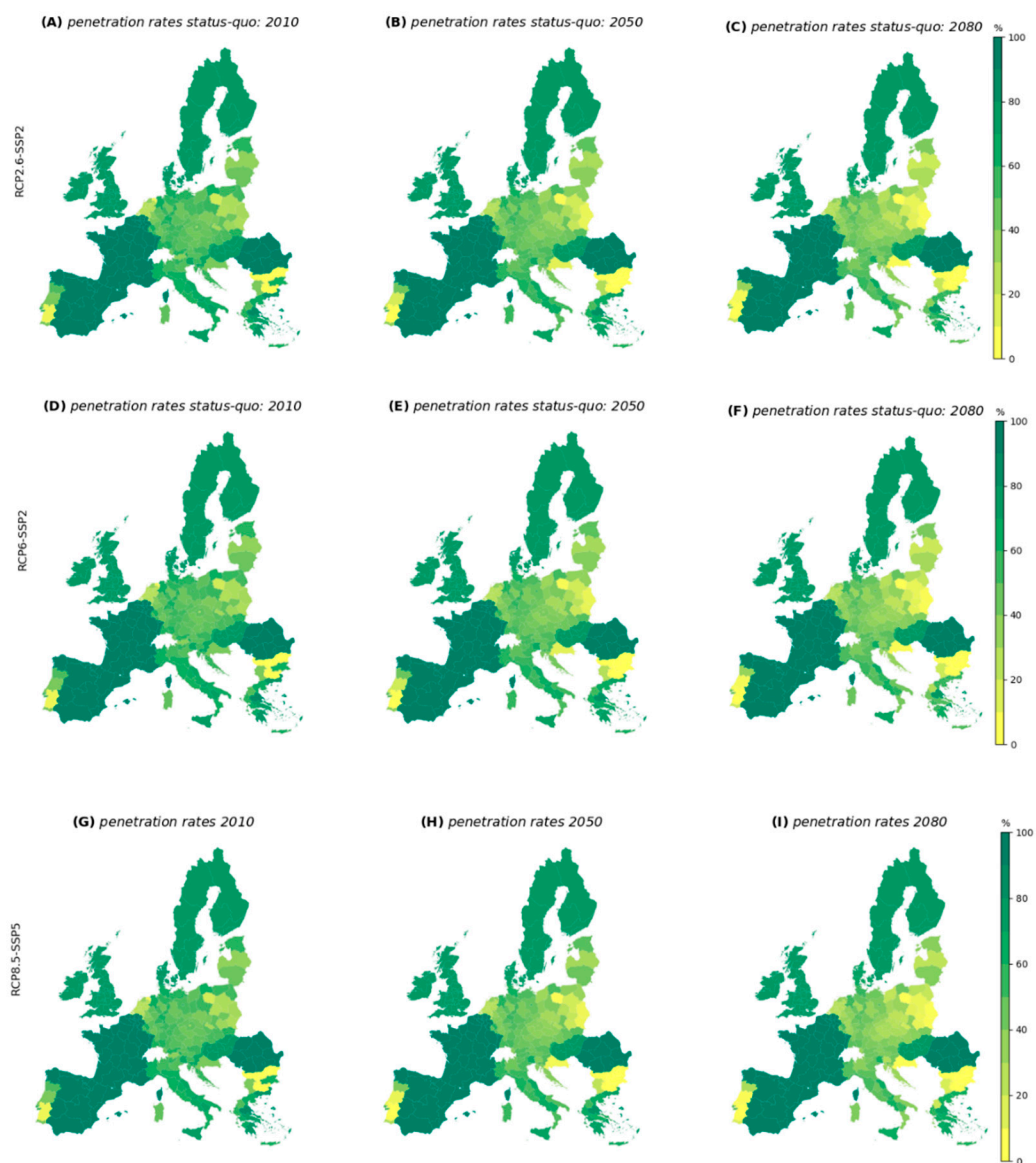 (A) penetration rates status-quo: 2010
(B) penetration rates status-quo: 2050
(C) penetration rates status-quo: 2080
%
100
80
60
40
20
0
RCP2.6-SSP2
(D) penetration rates status-quo: 2010
(E) penetration rates status-quo: 2050
(F) penetration rates status-quo: 2080
%
100
80
60
40
20
0
RCP6-SSP2
(G) penetration rates 2010
(H) penetration rates 2050
(I) penetration rates 2080
%
100
80
60
40
20
0
RCP8.5-SSP5